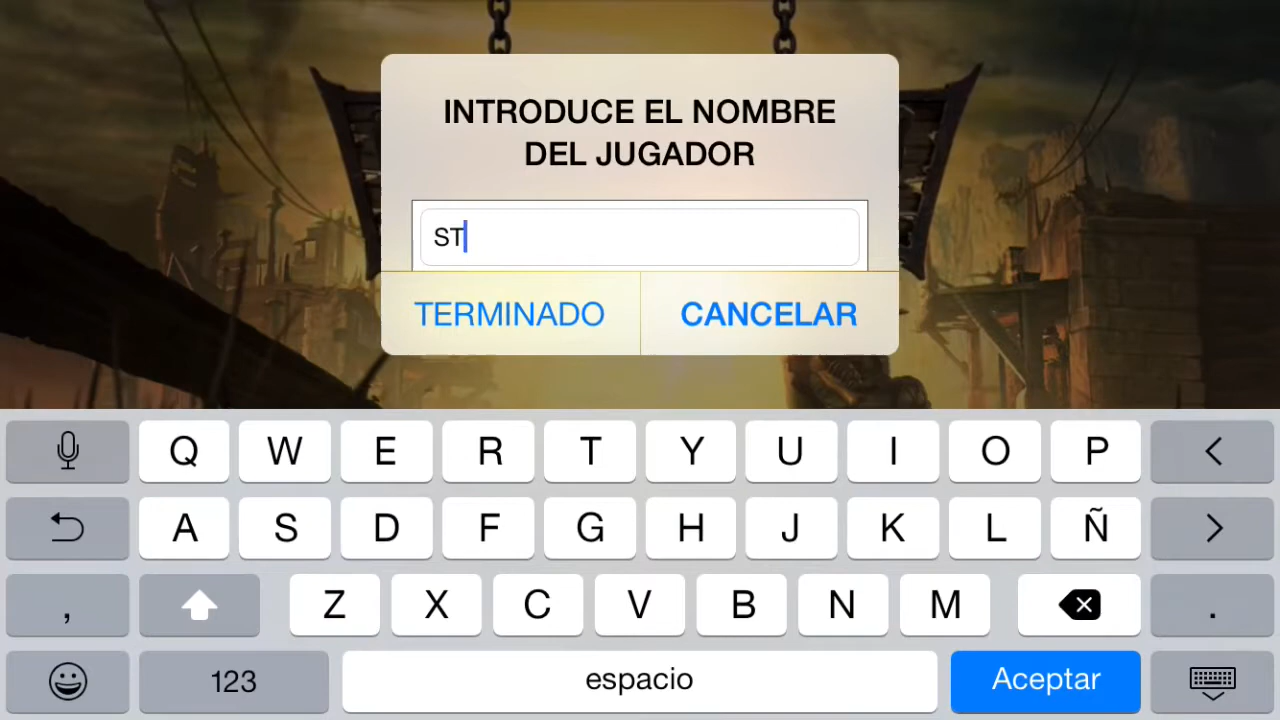 INTRODUCE EL NOMBRE
DEL JUGADOR
ST
TERMINADO CANCELAR
Q W E R T Y U I O P <
A S D F G H J K L Ñ >
, Z X C V B N M .
123 espacio Aceptar